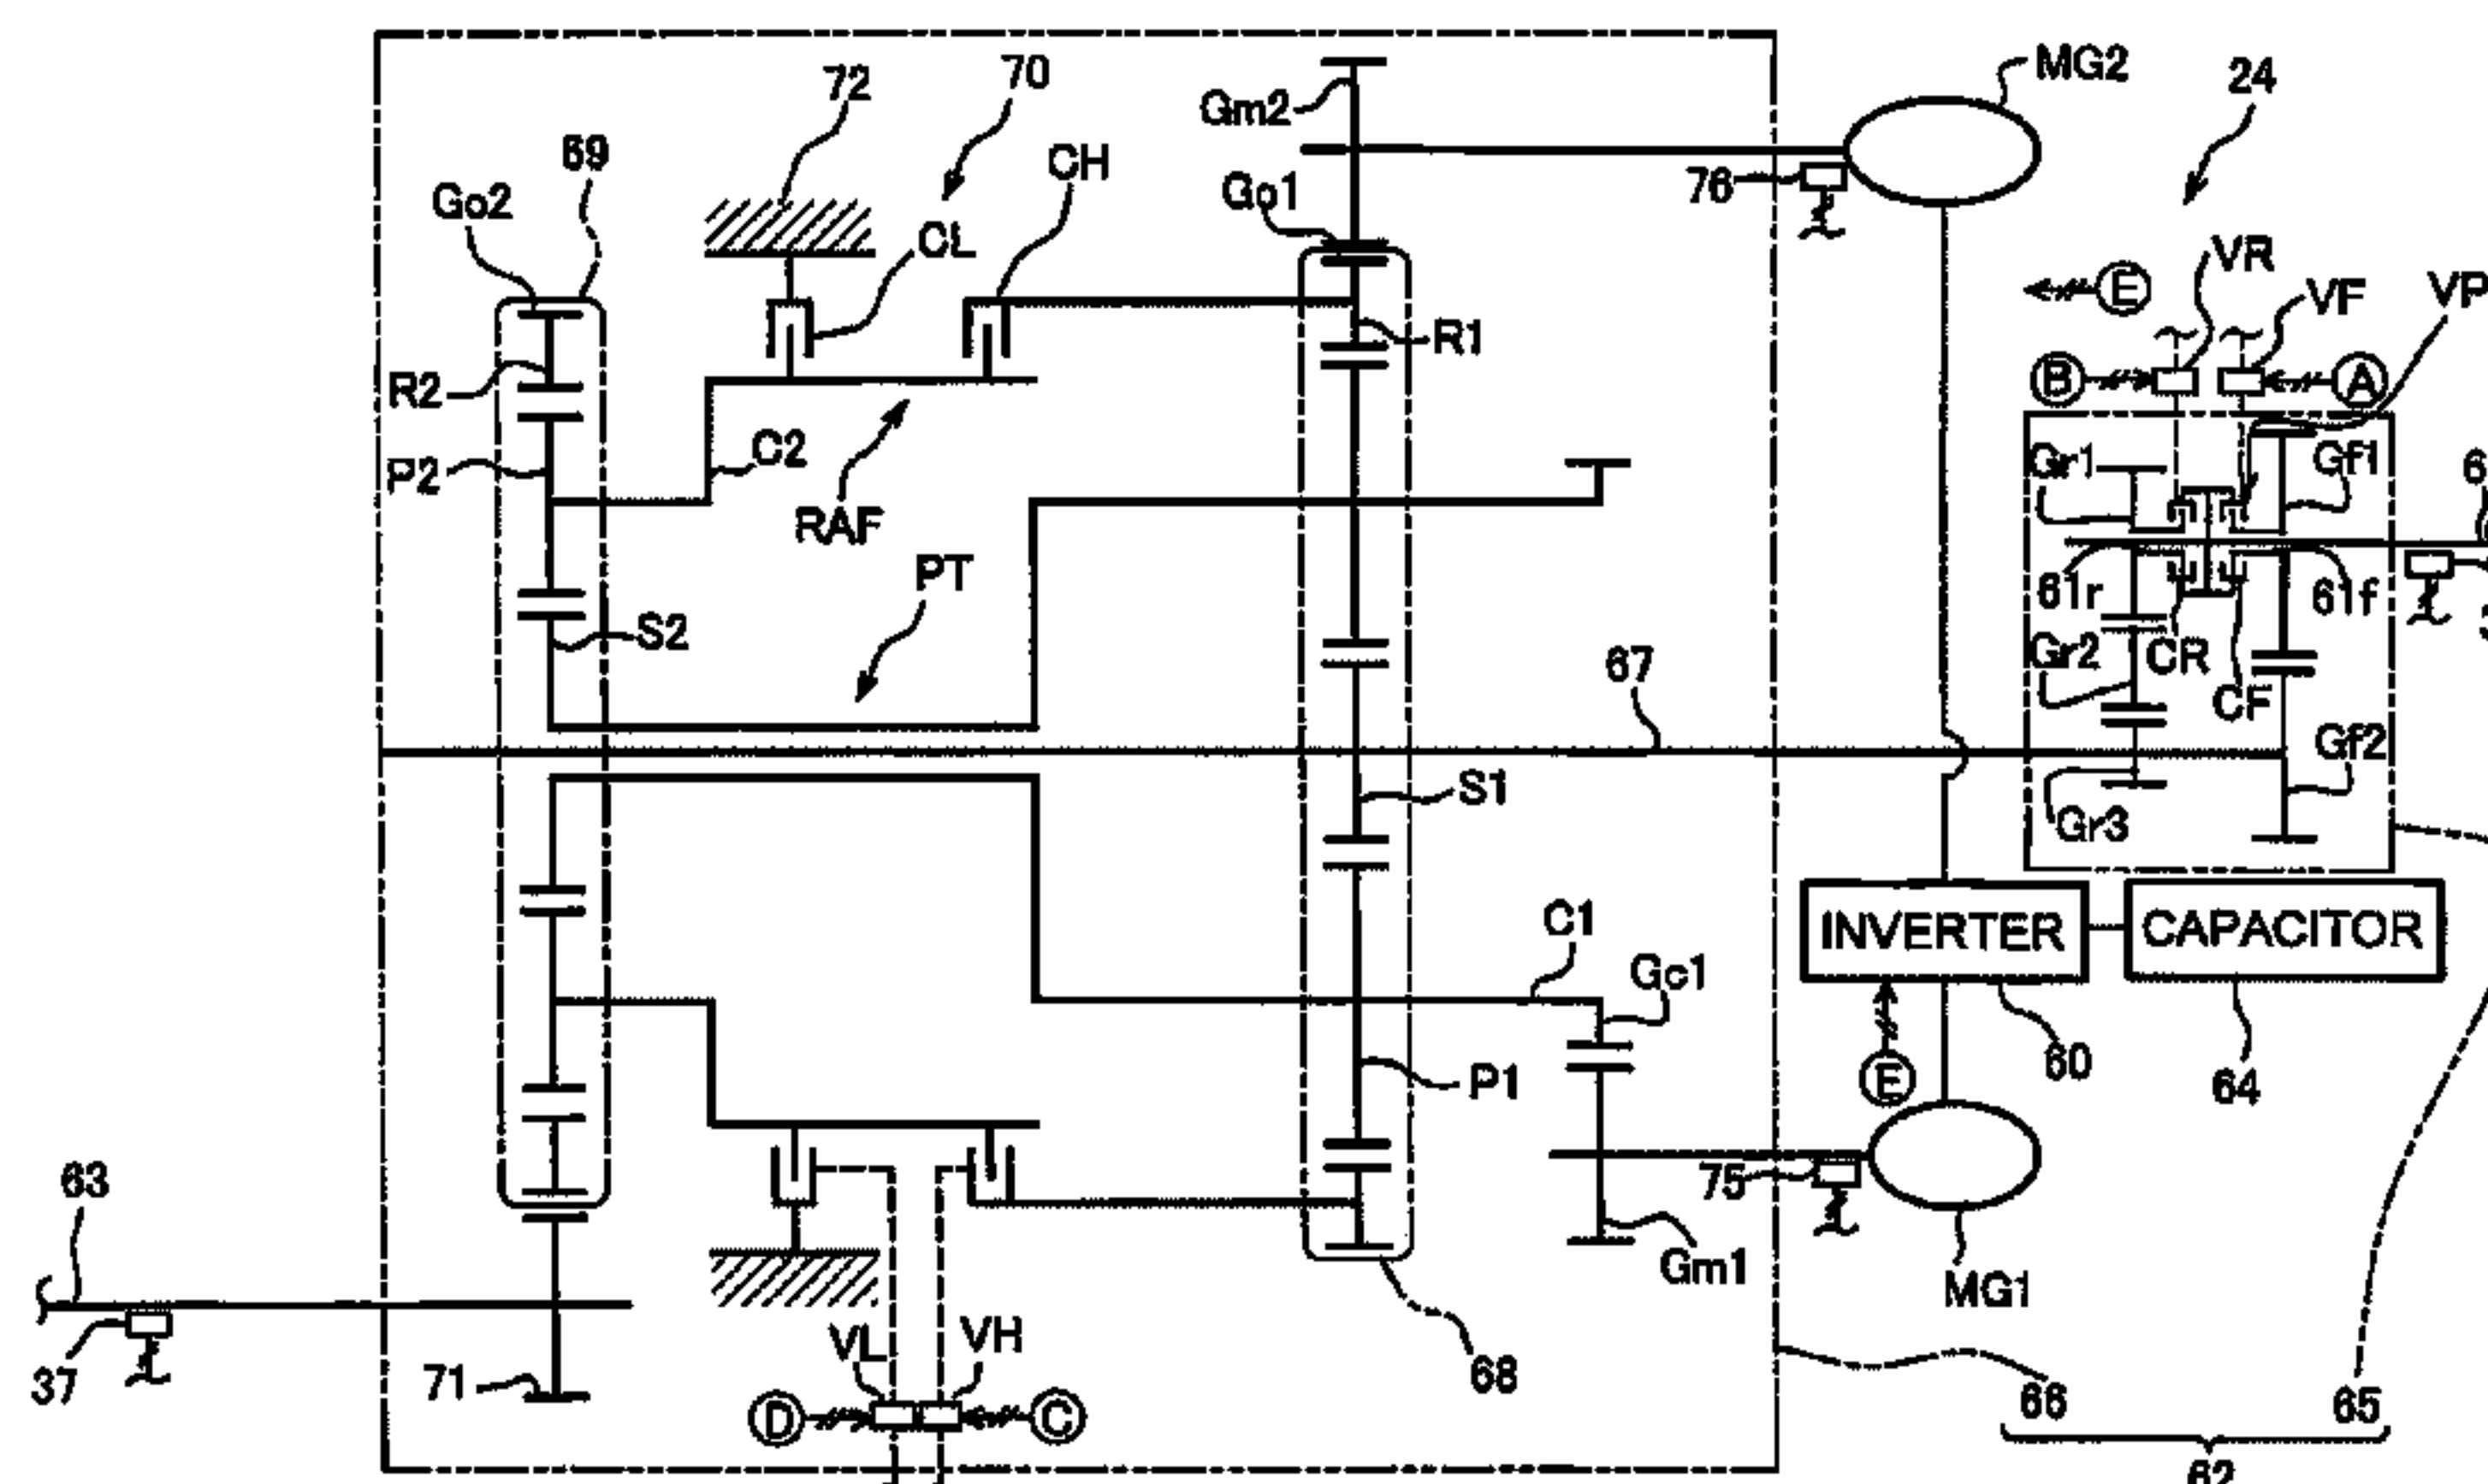 MG2
24
72
70
Gm2
69
CH
76
Go2
Go1
CL
VR
E
VF
VP
R1
B
A
R2
C2
Gr1
Gf1
P2
RAF
PT
61r
61f
S2
Gr2
CR
67
CF
Gf2
S1
Gr3
C1
INVERTER
CAPACITOR
Gc1
P1
E
60
64
63
75
Gm1
MG1
VL
VH
37
71
68
D
C
66
65
62